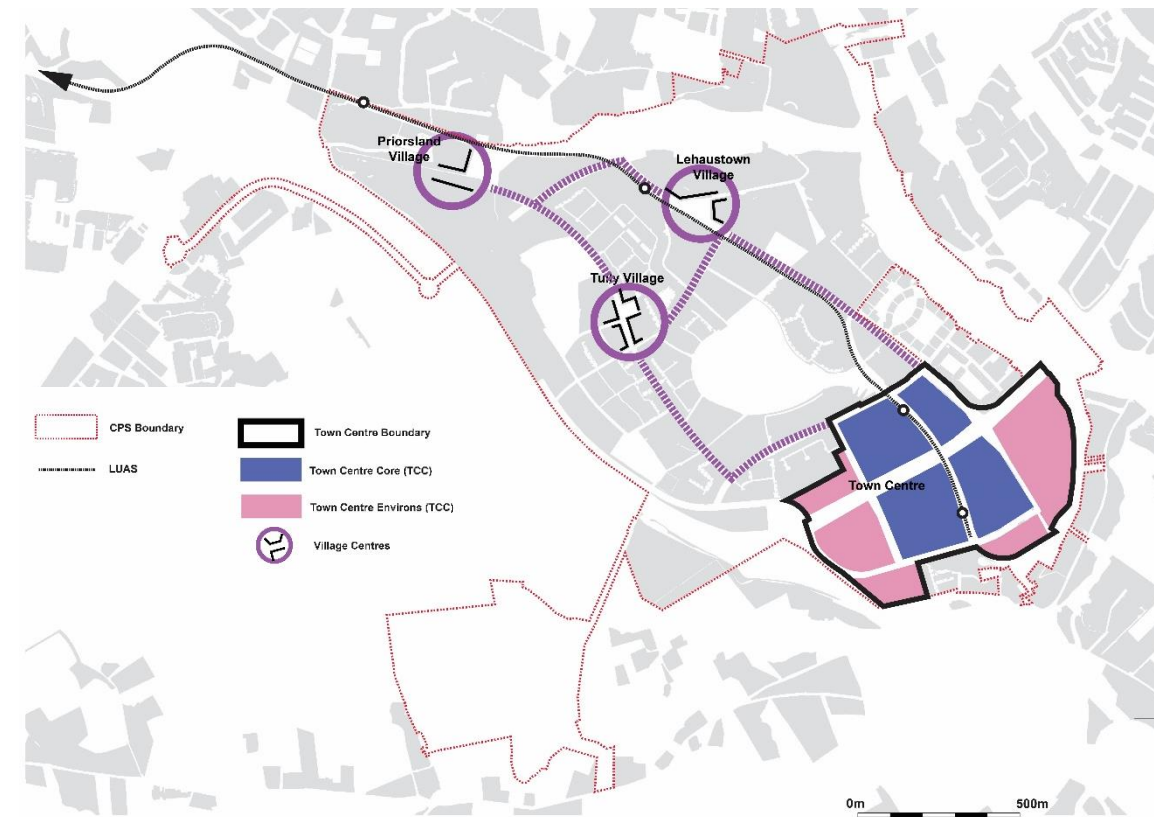 Priorsland
Village
Lehaustown
Village
Tully Village
CPS Boundary
Town Centre Boundary
LUAS
Town Centre Core (TCC)
Town Centre
Town Centre Environs (TCC)
Village Centres
0m
500m